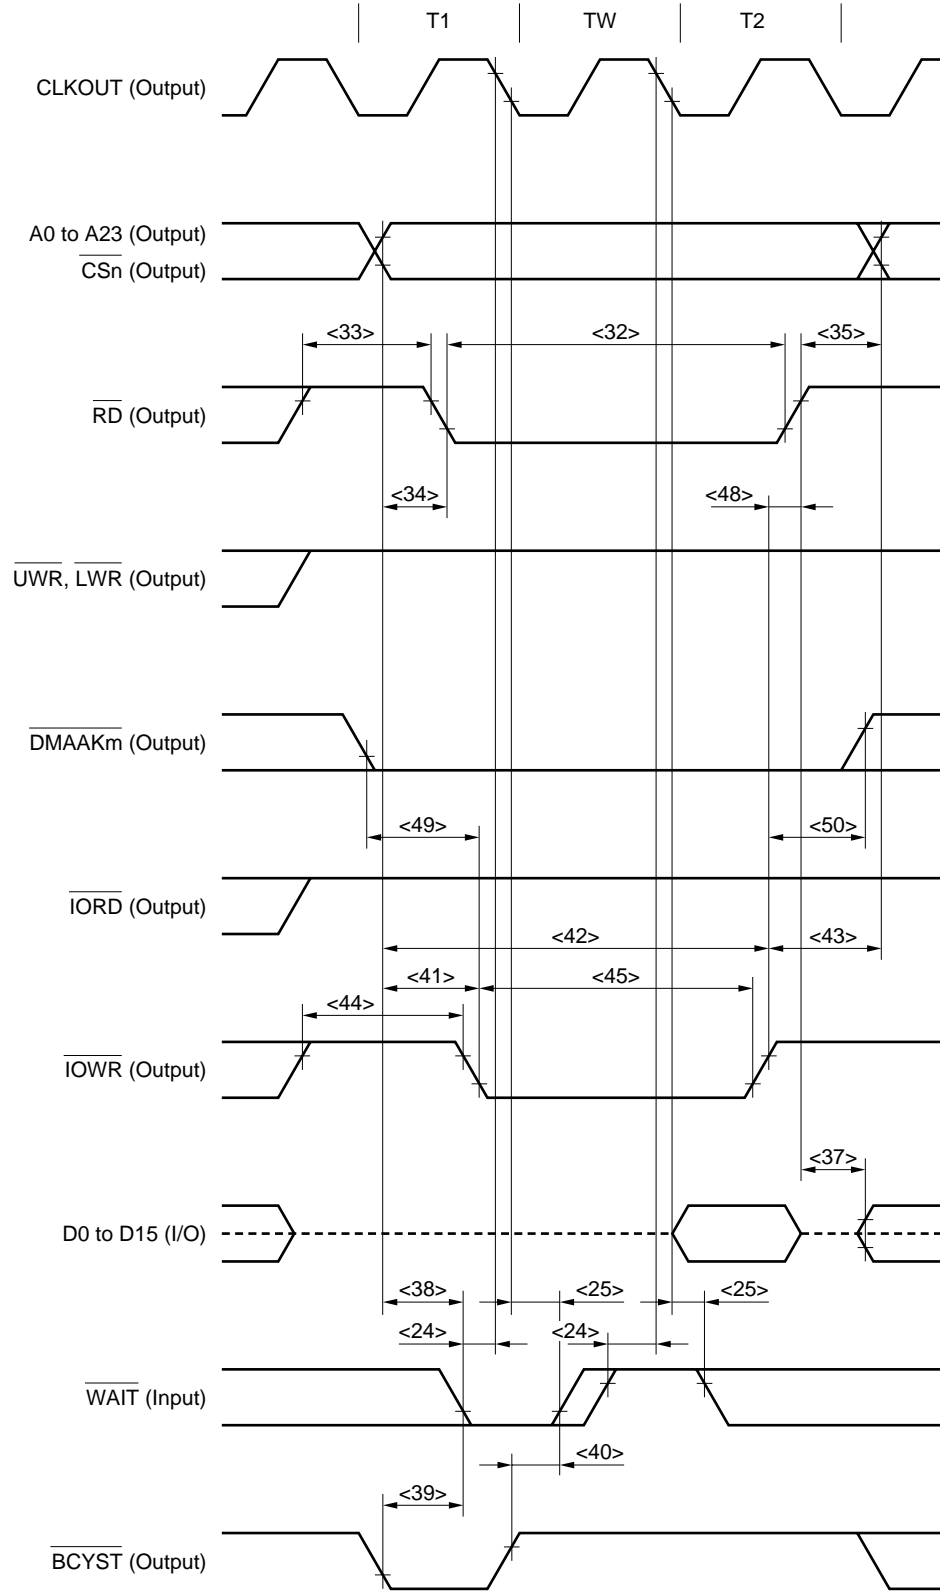 T1 TW T2
CLKOUT (Output)
A0 to A23 (Output)
CSn (Output)
<33> <32> <35>
RD (Output)
<34> <48>
UWR, LWR (Output)
DMAAKm (Output)
<49> <50>
IORD (Output)
<42> <43>
<41> <45>
<44>
IOWR (Output)
<37>
D0 to D15 (I/O)
<38> <25> <25>
<24> <24>
WAIT (Input)
<40>
<39>
BCYST (Output)